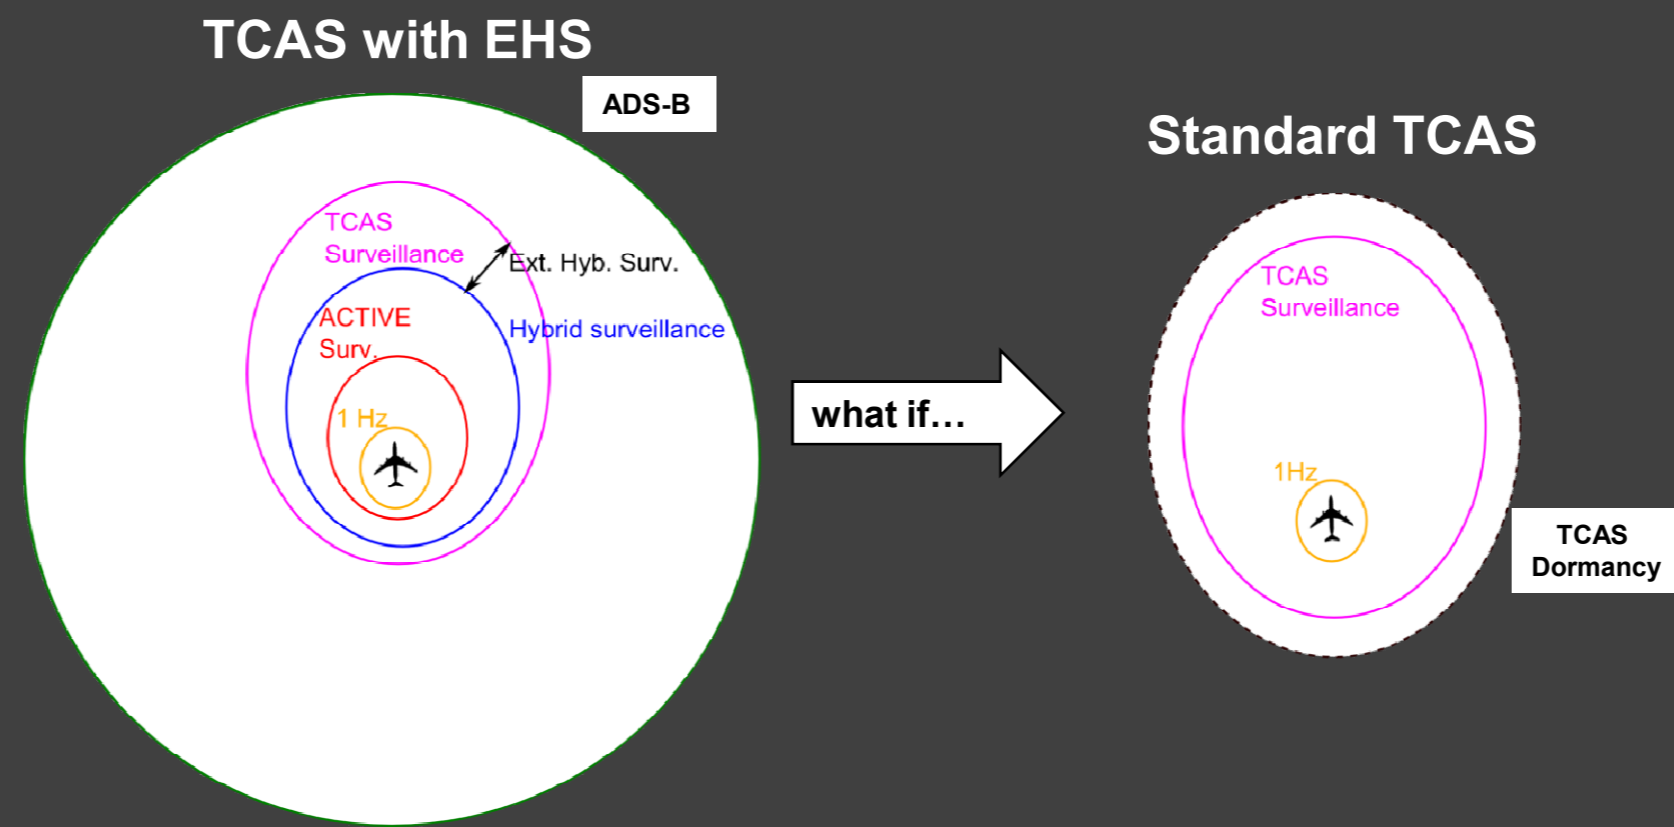 TCAS with EHS
ADS-B
TCAS
Surveillance
Ext. Hyb. Surv.
ACTIVE
Surv.
Hybrid surveillance
1 Hz
what if…
Standard TCAS
TCAS
Surveillance
1Hz
TCAS
Dormancy